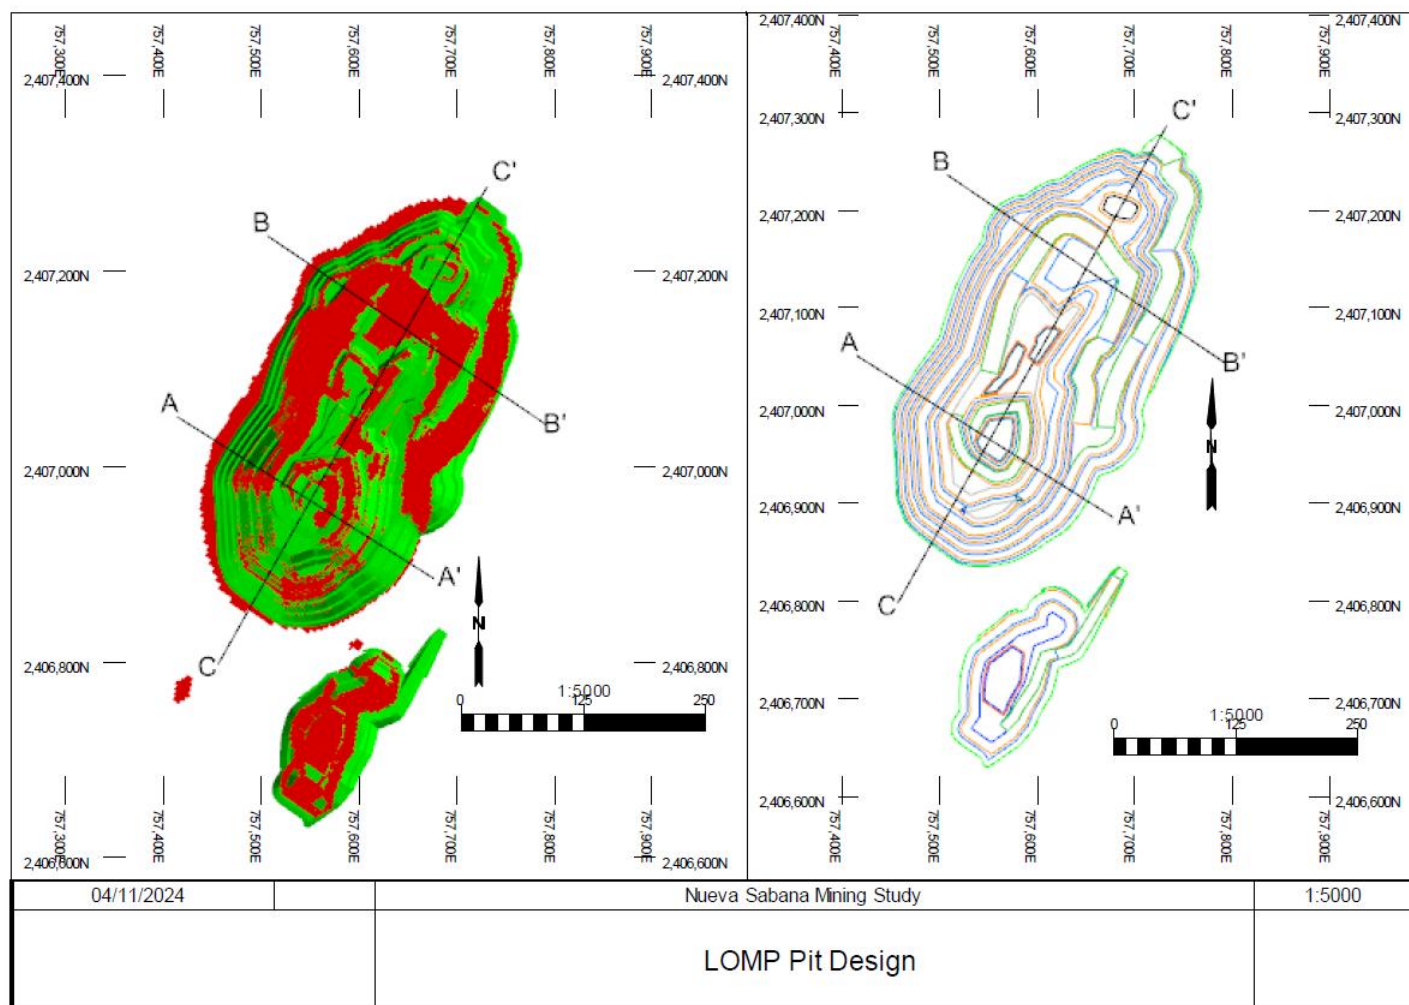 757,300E 757,400E 757,500E 757,600E 757,700E 757,800E 757,900E
2,407,400N 2,407,400N
C'
B
2,407,200N 2,407,200N
A
B'
2,407,000N 2,407,000N
A'
N
C
2,406,800N 2,406,800N
1:5000
0 125 250
2,406,600N 2,406,600N
757,300E 757,400E 757,500E 757,600E 757,700E 757,800E 757,900E
2,407,400N 2,407,400N
757,400E 757,500E 757,600E 757,700E 757,800E 757,900E
2,407,300N 2,407,300N
C'
B
2,407,200N 2,407,200N
2,407,100N 2,407,100N
A
B'
2,407,000N 2,407,000N
N
2,406,900N 2,406,900N
A'
C
2,406,800N 2,406,800N
2,406,700N 2,406,700N
1:5000
0 125 250
2,406,600N 2,406,600N
757,400E 757,500E 757,600E 757,700E 757,800E 757,900E
04/11/2024 Nueva Sabana Mining Study 1:5000
LOMP Pit Design